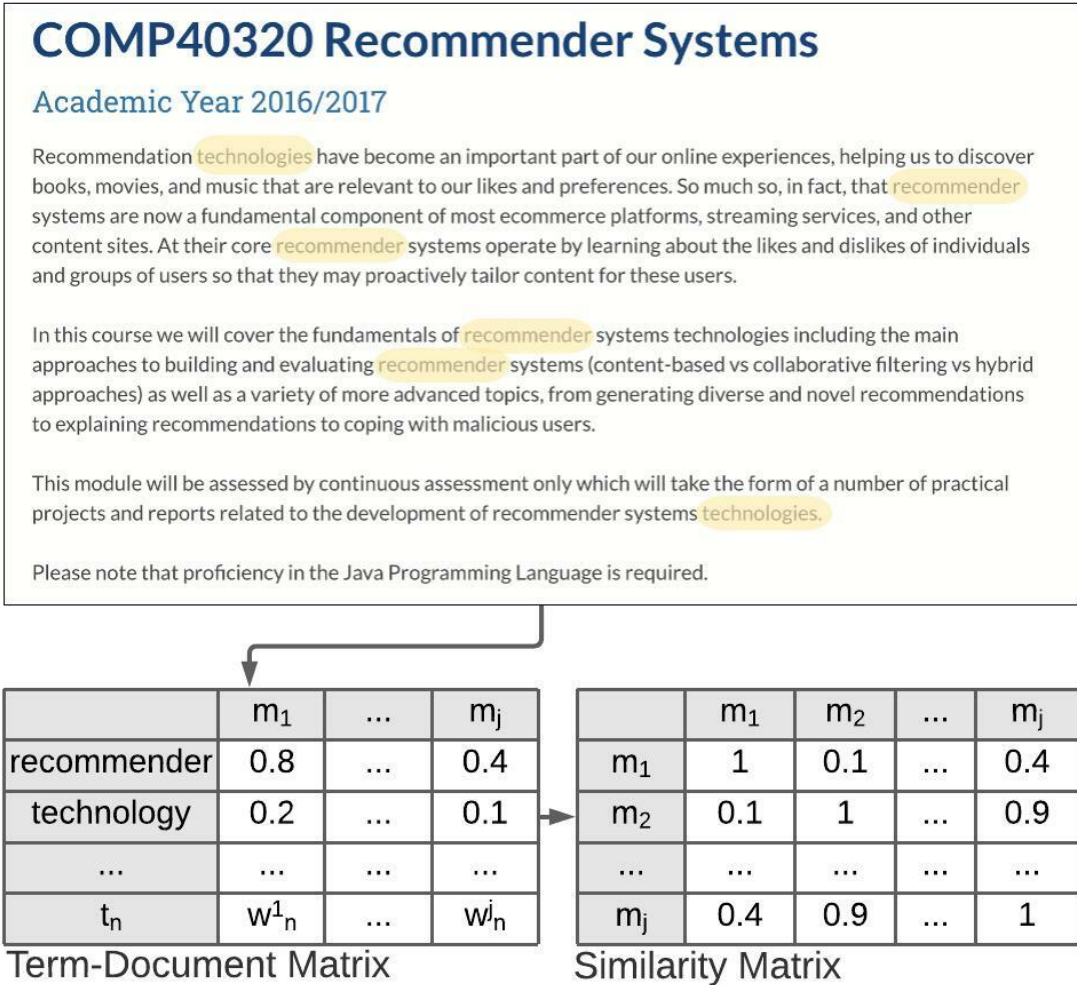 COMP40320 Recommender Systems
Academic Year 2016/2017
Recommendation technologies have become an important part of our online experiences, helping us to discover
books, movies, and music that are relevant to our likes and preferences. So much so, in fact, that recommender
systems are now a fundamental component of most ecommerce platforms, streaming services, and other
content sites. At their core recommender systems operate by learning about the likes and dislikes of individuals
and groups of users so that they may proactively tailor content for these users.
In this course we will cover the fundamentals of recommender systems technologies including the main
approaches to building and evaluating recommender systems (content-based vs collaborative filtering vs hybrid
approaches) as well as a variety of more advanced topics, from generating diverse and novel recommendations
to explaining recommendations to coping with malicious users.
This module will be assessed by continuous assessment only which will take the form of a number of practical
projects and reports related to the development of recommender systems technologies.
Please note that proficiency in the Java Programming Language is required.
m₁ ... mⱼ
recommender 0.8 ... 0.4
technology 0.2 ... 0.1
... ... ... ...
tₙ w¹ₙ ... wʲₙ
Term-Document Matrix
m₁ m₂ ... mⱼ
m₁ 1 0.1 ... 0.4
m₂ 0.1 1 ... 0.9
... ... ... ... ...
mⱼ 0.4 0.9 ... 1
Similarity Matrix